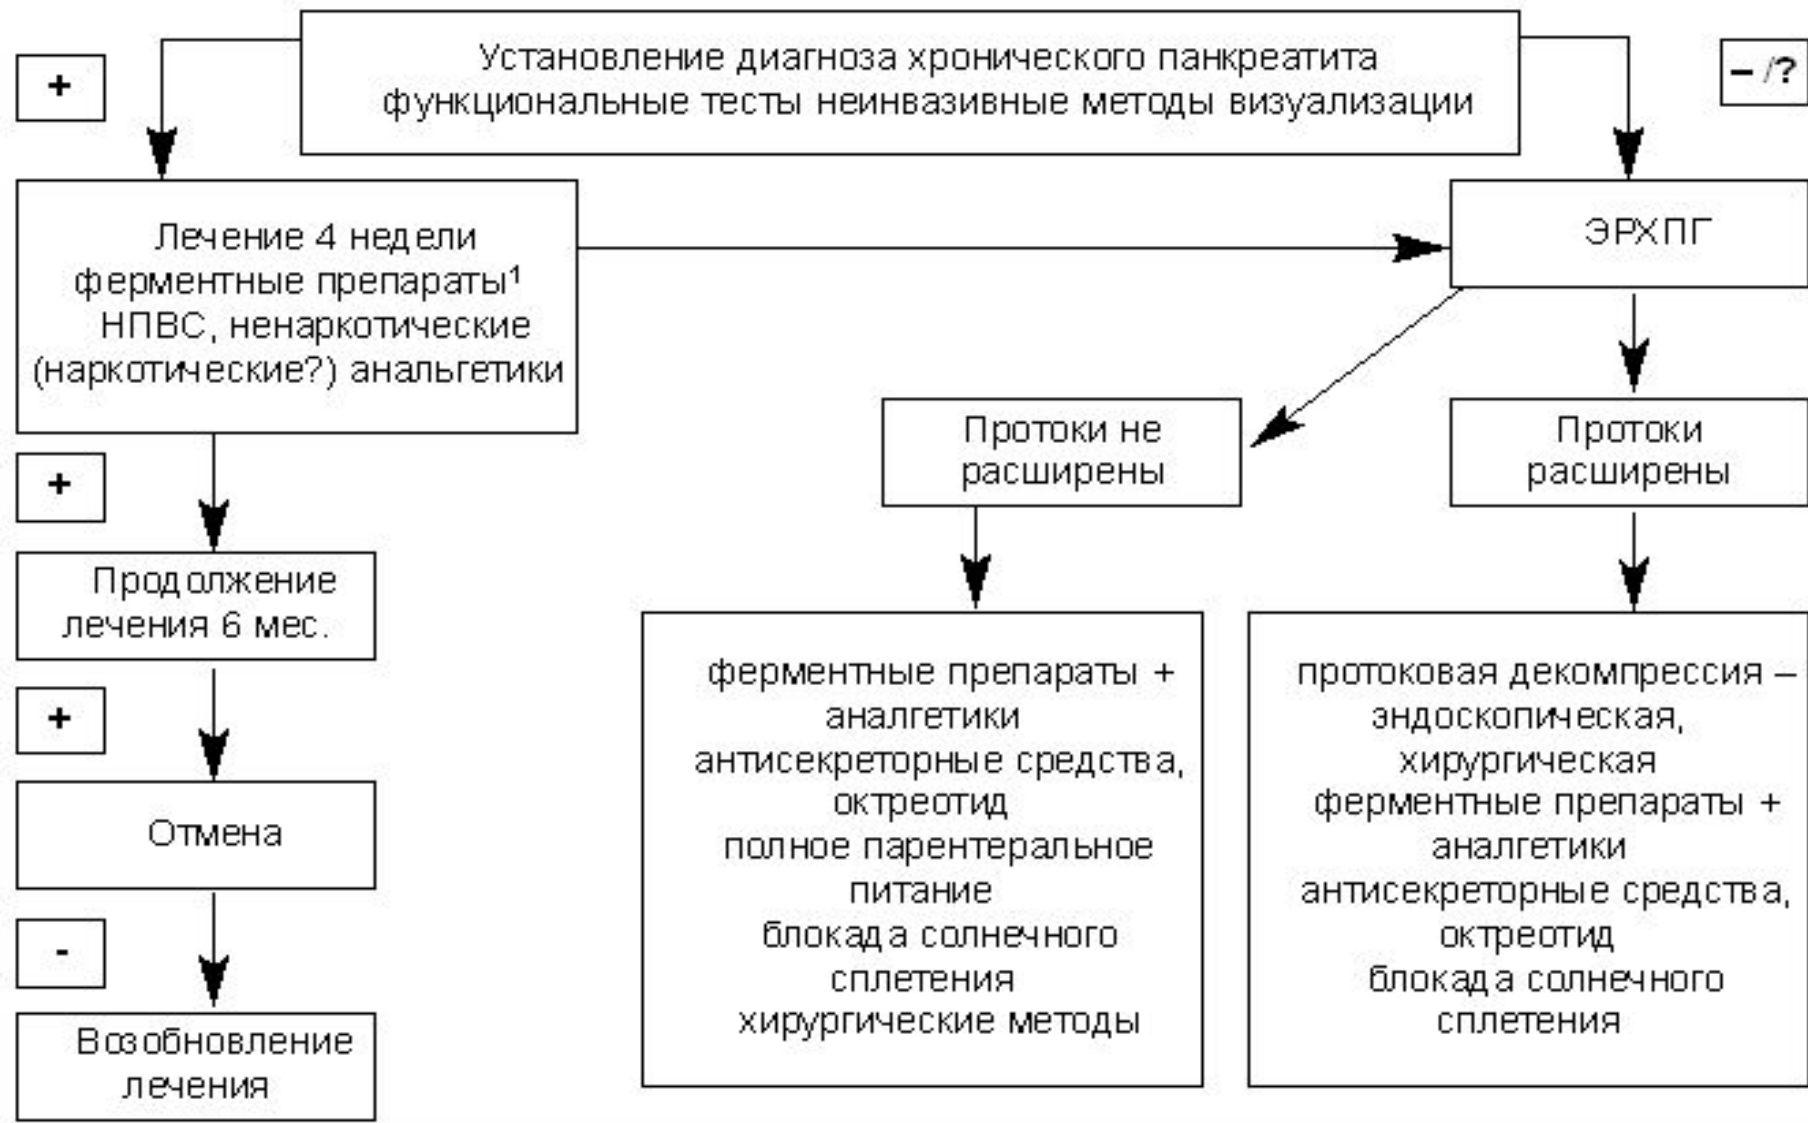 Установление диагноза хронического панкреатита
функциональные тесты неинвазивные методы визуализации
+
– /?
Лечение 4 недели
ферментные препараты¹
НПВС, ненаркотические
(наркотические?) анальгетики
ЭРХПГ
+
Протоки не
расширены
Протоки
расширены
Продолжение
лечения 6 мес.
+
Отмена
-
Возобновление
лечения
ферментные препараты +
аналгетики
антисекреторные средства,
октреотид
полное парентеральное
питание
блокада солнечного
сплетения
хирургические методы
протоковая декомпрессия –
эндоскопическая,
хирургическая
ферментные препараты +
аналгетики
антисекреторные средства,
октреотид
блокада солнечного
сплетения